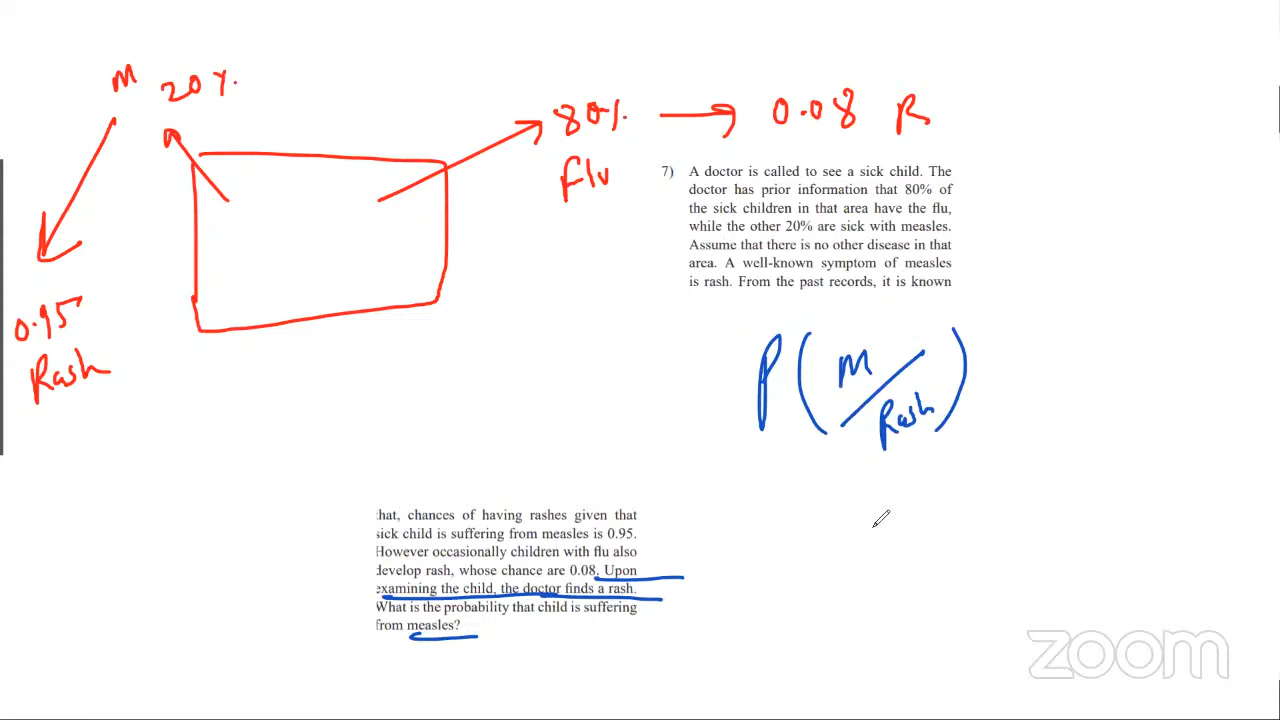 M 20%.
80% → 0.08 R
Flu
0.95
Rash
7) A doctor is called to see a sick child. The
doctor has prior information that 80% of
the sick children in that area have the flu,
while the other 20% are sick with measles.
Assume that there is no other disease in that
area. A well-known symptom of measles
is rash. From the past records, it is known
P(M/Rash)
that, chances of having rashes given that
sick child is suffering from measles is 0.95.
However occasionally children with flu also
develop rash, whose chance are 0.08. Upon
examining the child, the doctor finds a rash.
What is the probability that child is suffering
from measles?
zoom